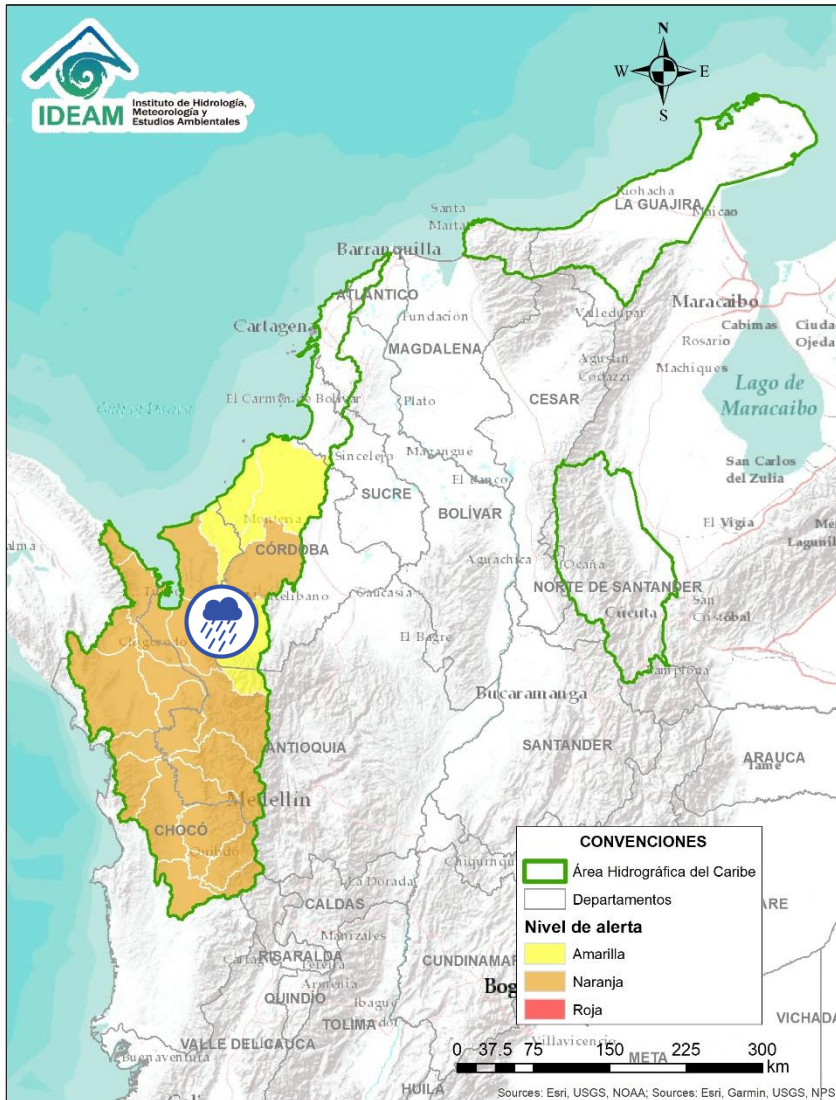 IDEAM
Instituto de Hidrología,
Meteorología y
Estudios Ambientales
N
W
E
S
Riohacha
LA GUAJIRA
Maicao
Santa
Marta
Barranquilla
ATLÁNTICO
Maracaibo
Cartagena
Fundación
Valledupar
Cabimas
Ciudad
Rosario
Ojeda
MAGDALENA
Agustín
Codazzi
Machiques
CESAR
Lago de
Maracaibo
El Carmen de Bolívar
Plato
Sincelejo
Magangue
San Carlos
del Zulia
El Banco
SUCRE
BOLÍVAR
Montería
El Vigía
CÓRDOBA
Aguachica
Ocaña
NORTE DE SANTANDER
Caucasia
Cucuta
San
Cristóbal
El Bagre
Bucaramanga
ANTIOQUIA
SANTANDER
ARAUCA
Tame
Medellín
CHOCÓ
Quibdó
La Dorada
CALDAS
Manizales
RISARALDA
Pereira
Armenia
QUINDÍO
Ibague
TOLIMA
CUNDINAMAR
Bog
VALLE DEL CAUCA
Buenaventura
HUILA
Villavicencio
META
VICHADA
CONVENCIONES
Área Hidrográfica del Caribe
Departamentos
Nivel de alerta
Amarilla
Naranja
Roja
0 37.5 75 150 225 300
km
Sources: Esri, USGS, NOAA; Sources: Esri, Garmin, USGS, NPS